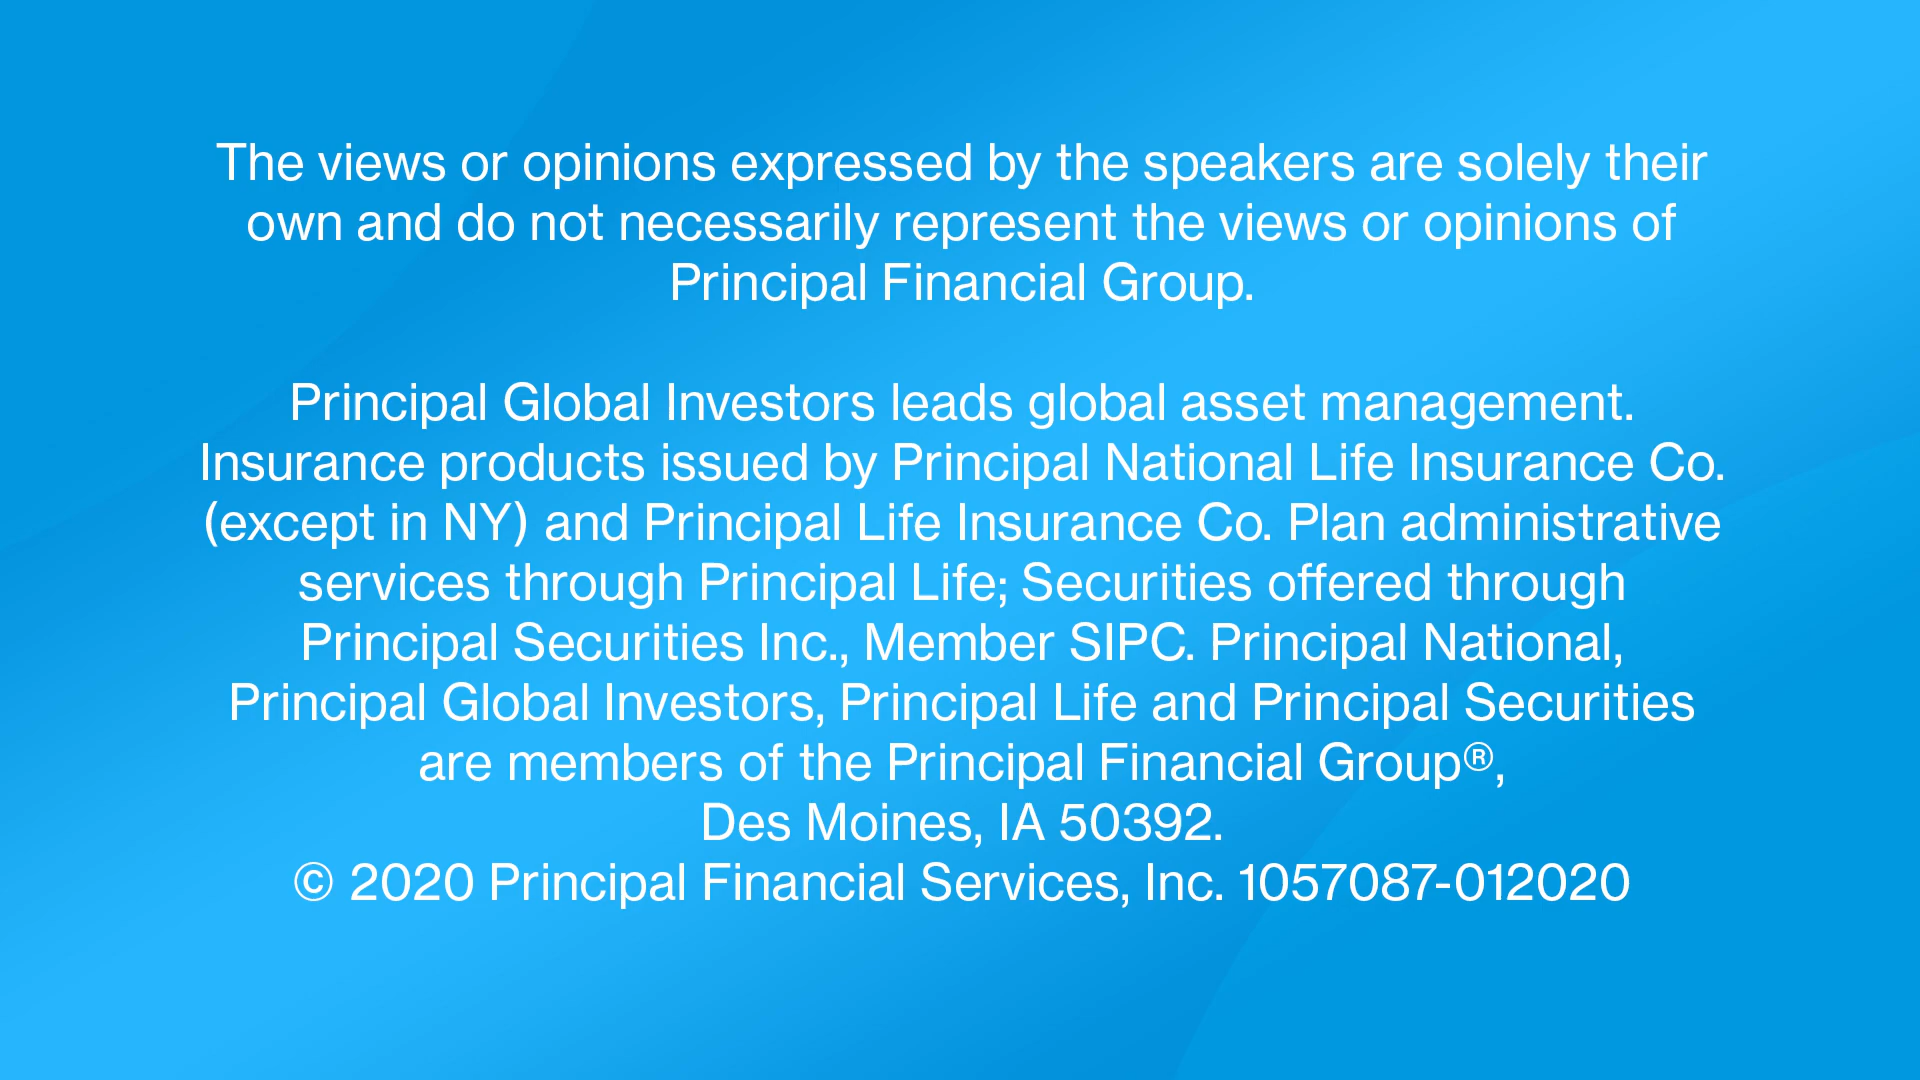 The views or opinions expressed by the speakers are solely their
own and do not necessarily represent the views or opinions of
Principal Financial Group.
Principal Global Investors leads global asset management.
Insurance products issued by Principal National Life Insurance Co.
(except in NY) and Principal Life Insurance Co. Plan administrative
services through Principal Life; Securities offered through
Principal Securities Inc., Member SIPC. Principal National,
Principal Global Investors, Principal Life and Principal Securities
are members of the Principal Financial Group®,
Des Moines, IA 50392.
© 2020 Principal Financial Services, Inc. 1057087-012020